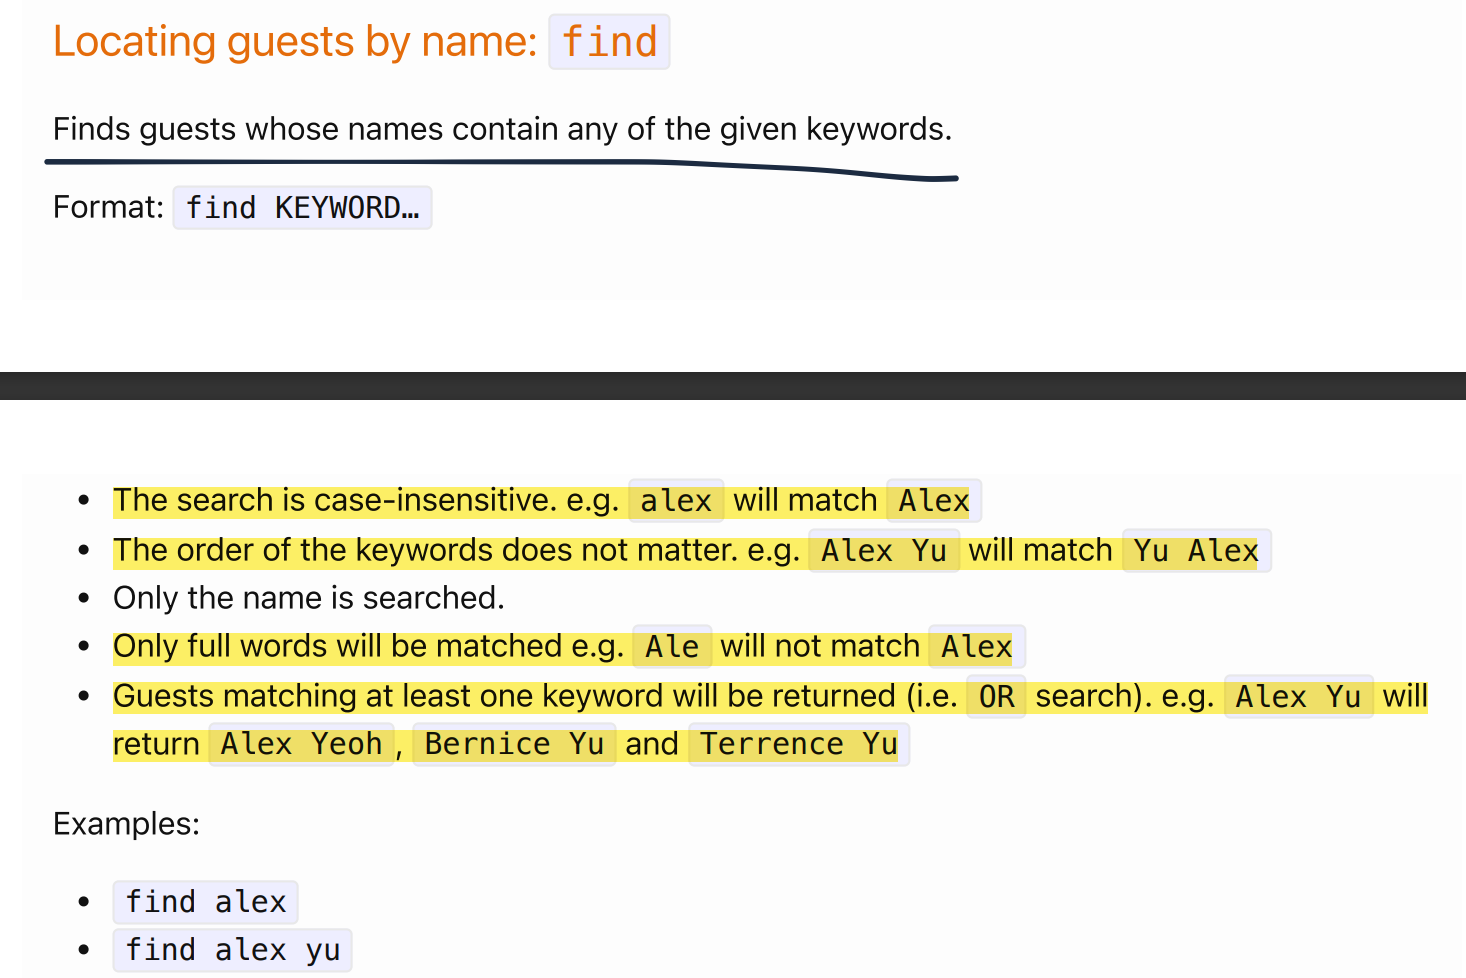 Locating guests by name: find
Finds guests whose names contain any of the given keywords.
Format: find KEYWORD…
• The search is case-insensitive. e.g. alex will match Alex
• The order of the keywords does not matter. e.g. Alex Yu will match Yu Alex
• Only the name is searched.
• Only full words will be matched e.g. Ale will not match Alex
• Guests matching at least one keyword will be returned (i.e. OR search). e.g. Alex Yu will
return Alex Yeoh, Bernice Yu and Terrence Yu
Examples:
• find alex
• find alex yu